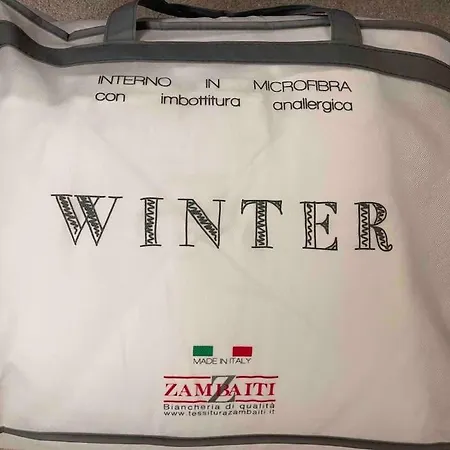 INTERNO IN MICROFIBRA
con imbottitura anallergica
WINTER
MADE IN ITALY
ZAMBAITI
Biancheria di qualità
www.tessiturazambaiti.it